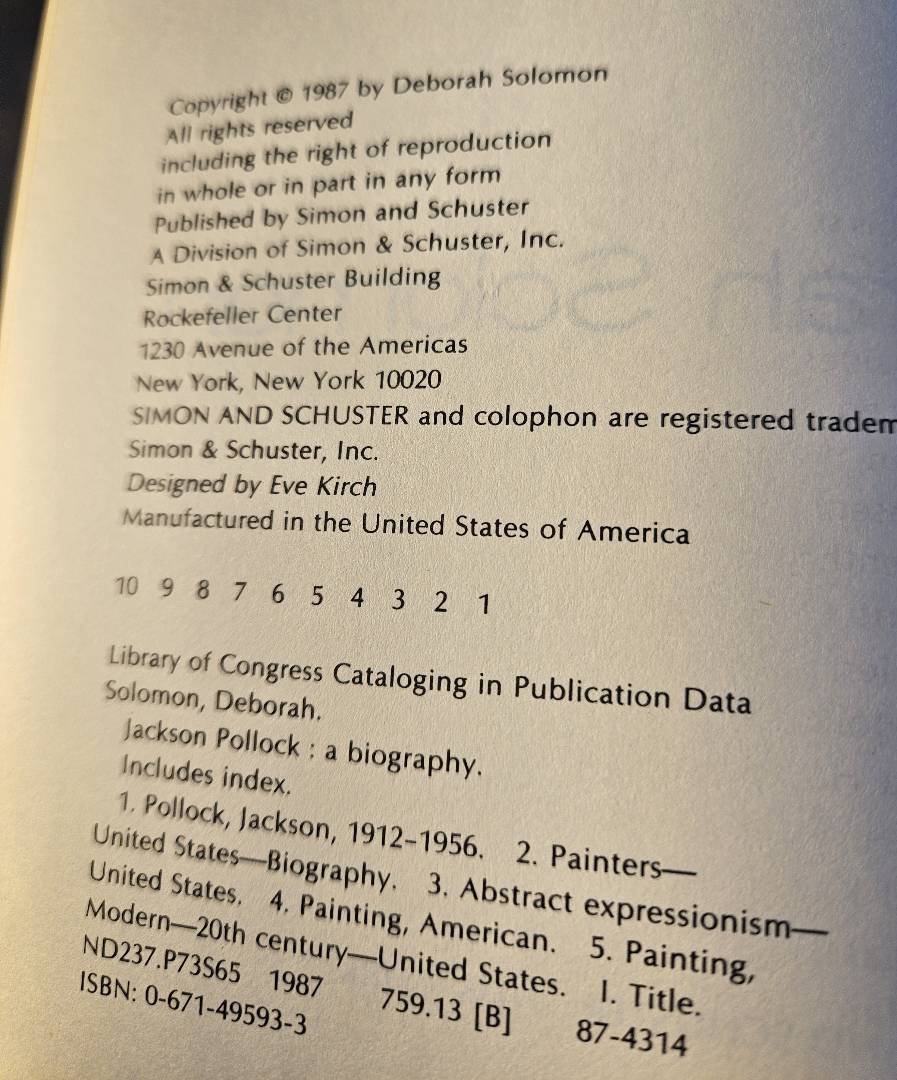 Copyright © 1987 by Deborah Solomon
All rights reserved
including the right of reproduction
in whole or in part in any form
Published by Simon and Schuster
A Division of Simon & Schuster, Inc.
Simon & Schuster Building
Rockefeller Center
1230 Avenue of the Americas
New York, New York 10020
SIMON AND SCHUSTER and colophon are registered tradem
Simon & Schuster, Inc.
Designed by Eve Kirch
Manufactured in the United States of America
10 9 8 7 6 5 4 3 2 1
Library of Congress Cataloging in Publication Data
Solomon, Deborah.
Jackson Pollock : a biography.
Includes index.
1. Pollock, Jackson, 1912–1956. 2. Painters—
United States—Biography. 3. Abstract expressionism—
United States. 4. Painting, American. 5. Painting,
Modern—20th century—United States. I. Title.
ND237.P73S65 1987 759.13 [B] 87-4314
ISBN: 0-671-49593-3